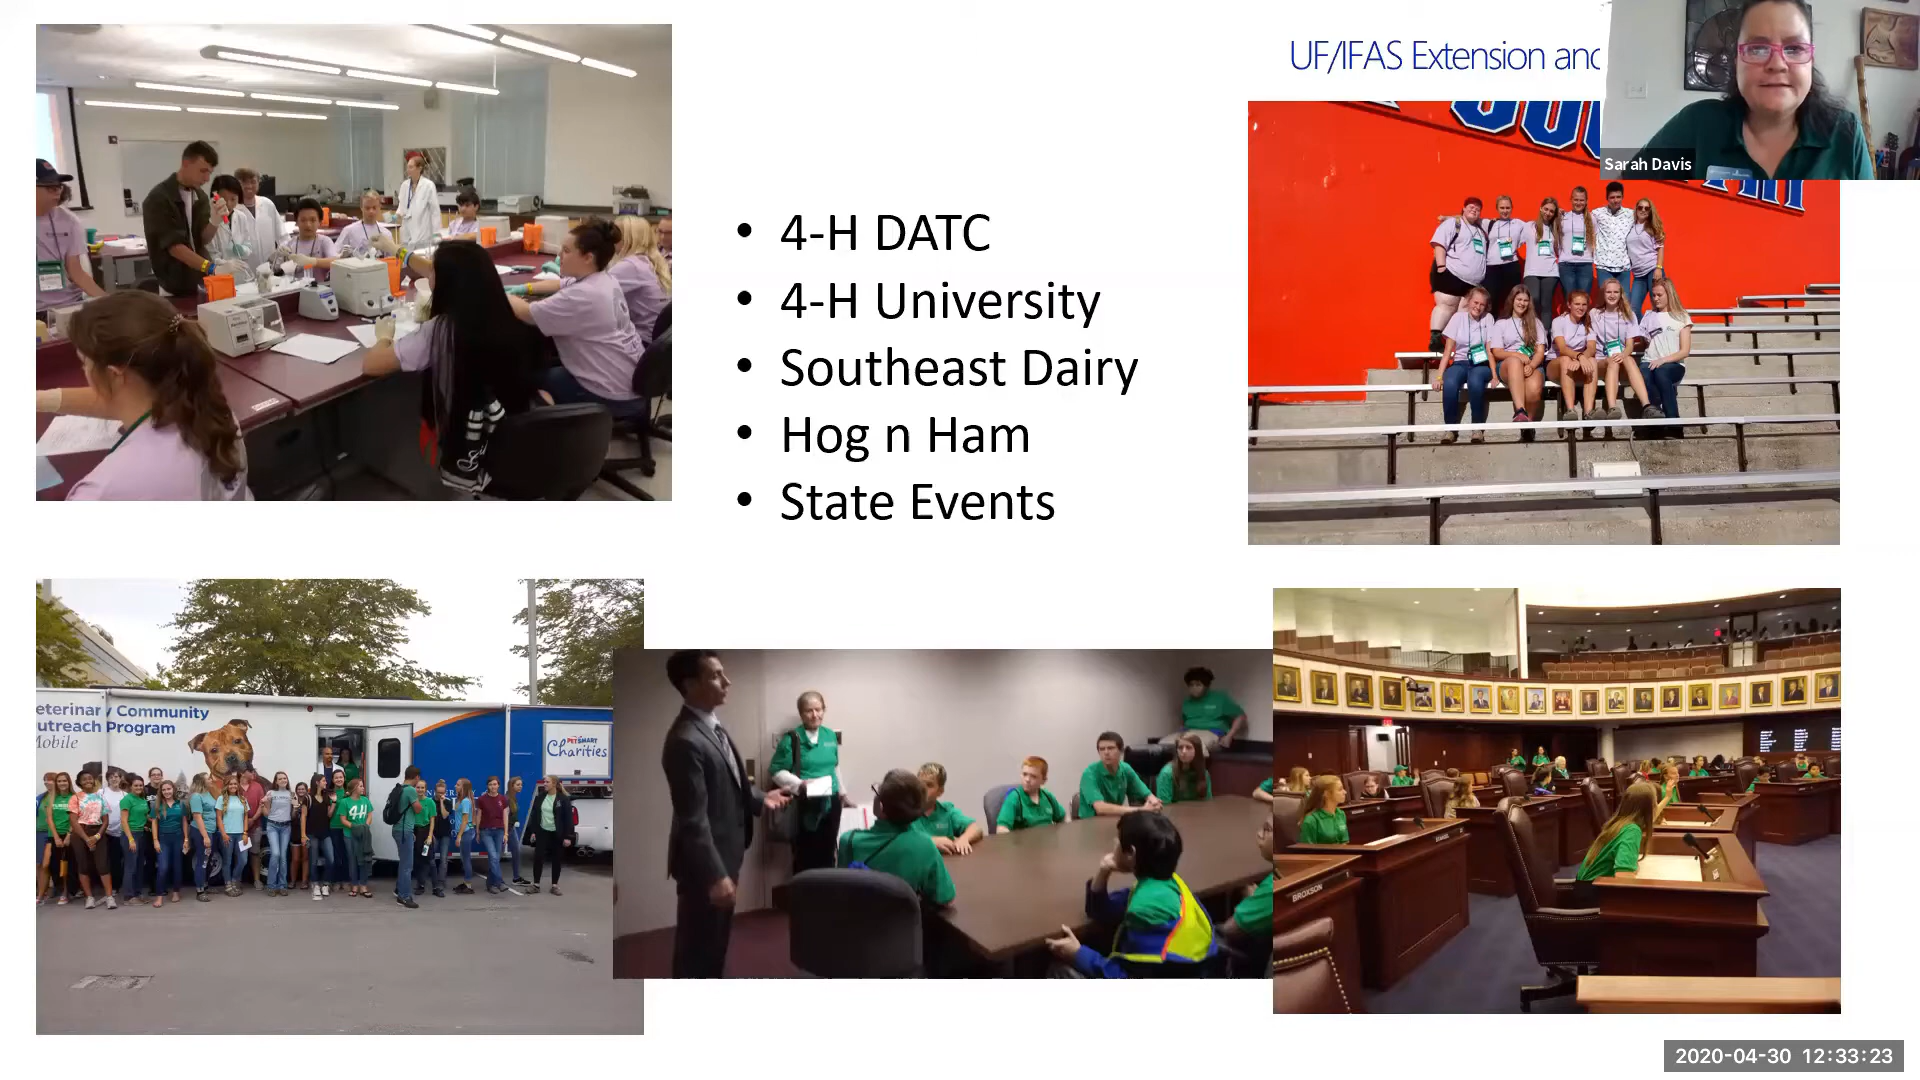 UF/IFAS Extension and
Sarah Davis
• 4-H DATC
• 4-H University
• Southeast Dairy
• Hog n Ham
• State Events
eterinary Community
utreach Program
Mobile
PETSMART
Charities
4H
BROXSON
2020-04-30 12:33:23